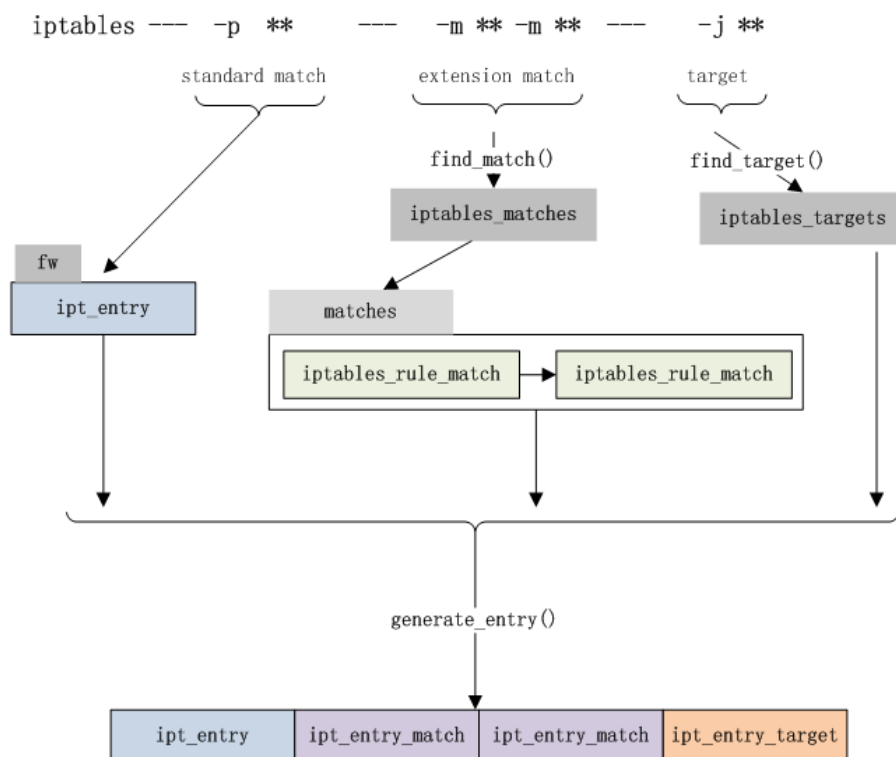 iptables --- -p ** --- -m ** -m ** --- -j **
standard match extension match target
find_match() find_target()
iptables_matches iptables_targets
fw
ipt_entry matches
iptables_rule_match iptables_rule_match
generate_entry()
ipt_entry ipt_entry_match ipt_entry_match ipt_entry_target